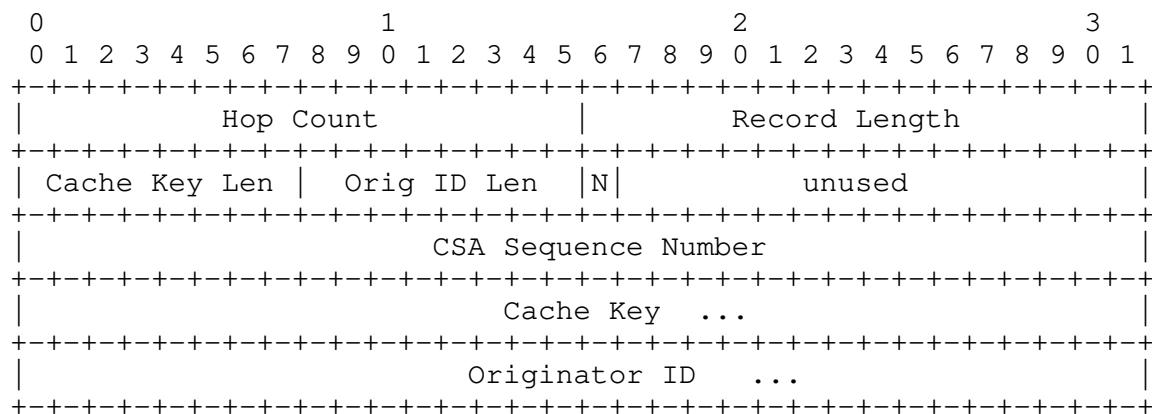 0                   1                   2                   3
 0 1 2 3 4 5 6 7 8 9 0 1 2 3 4 5 6 7 8 9 0 1 2 3 4 5 6 7 8 9 0 1
+-+-+-+-+-+-+-+-+-+-+-+-+-+-+-+-+-+-+-+-+-+-+-+-+-+-+-+-+-+-+-+-+
|           Hop Count           |        Record Length          |
+-+-+-+-+-+-+-+-+-+-+-+-+-+-+-+-+-+-+-+-+-+-+-+-+-+-+-+-+-+-+-+-+
| Cache Key Len |  Orig ID Len  |N|          unused             |
+-+-+-+-+-+-+-+-+-+-+-+-+-+-+-+-+-+-+-+-+-+-+-+-+-+-+-+-+-+-+-+-+
|                       CSA Sequence Number                     |
+-+-+-+-+-+-+-+-+-+-+-+-+-+-+-+-+-+-+-+-+-+-+-+-+-+-+-+-+-+-+-+-+
|                           Cache Key  ...                      |
+-+-+-+-+-+-+-+-+-+-+-+-+-+-+-+-+-+-+-+-+-+-+-+-+-+-+-+-+-+-+-+-+
|                         Originator ID   ...                   |
+-+-+-+-+-+-+-+-+-+-+-+-+-+-+-+-+-+-+-+-+-+-+-+-+-+-+-+-+-+-+-+-+